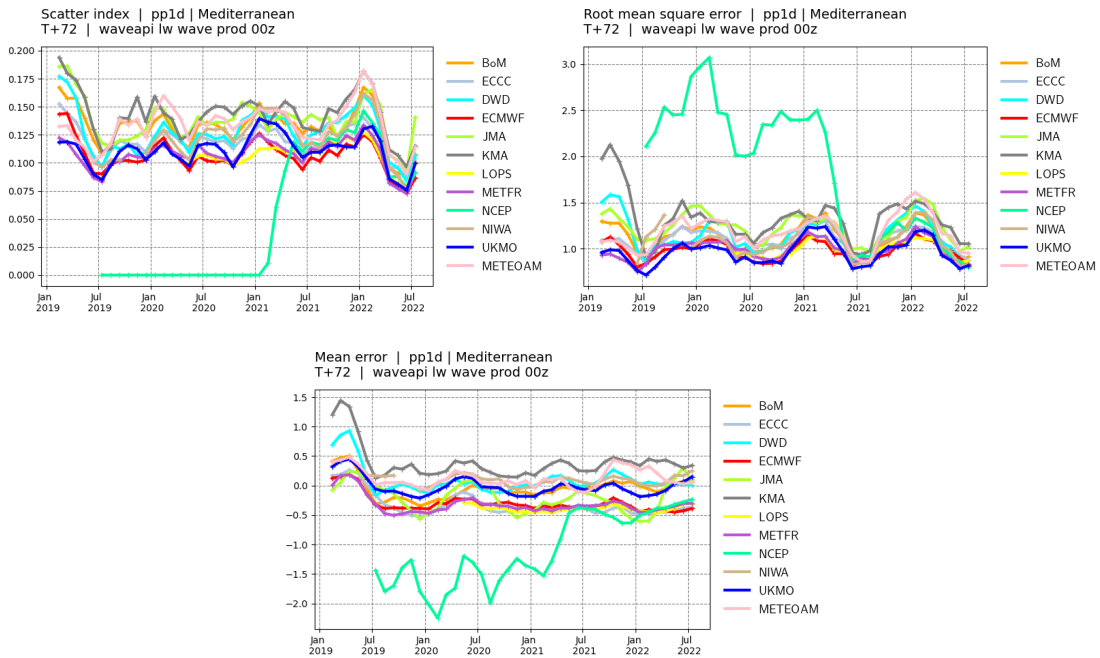 Scatter index  |  pp1d | Mediterranean
T+72  |  waveapi lw wave prod 00z
0.200
0.175
0.150
0.125
0.100
0.075
0.050
0.025
0.000
Jan 2019
Jul 2019
Jan 2020
Jul 2020
Jan 2021
Jul 2021
Jan 2022
Jul 2022
BoM
ECCC
DWD
ECMWF
JMA
KMA
LOPS
METFR
NCEP
NIWA
UKMO
METEOAM
Root mean square error  |  pp1d | Mediterranean
T+72  |  waveapi lw wave prod 00z
3.0
2.5
2.0
1.5
1.0
Jan 2019
Jul 2019
Jan 2020
Jul 2020
Jan 2021
Jul 2021
Jan 2022
Jul 2022
BoM
ECCC
DWD
ECMWF
JMA
KMA
LOPS
METFR
NCEP
NIWA
UKMO
METEOAM
Mean error  |  pp1d | Mediterranean
T+72  |  waveapi lw wave prod 00z
1.5
1.0
0.5
0.0
−0.5
−1.0
−1.5
−2.0
Jan 2019
Jul 2019
Jan 2020
Jul 2020
Jan 2021
Jul 2021
Jan 2022
Jul 2022
BoM
ECCC
DWD
ECMWF
JMA
KMA
LOPS
METFR
NCEP
NIWA
UKMO
METEOAM